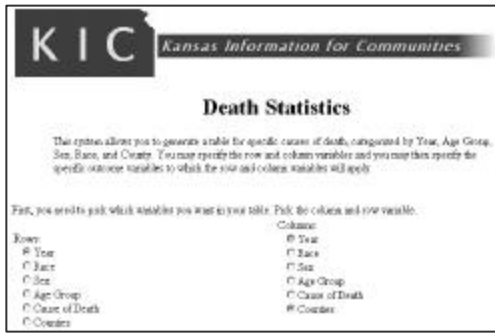 KIC
Kansas Information for Communities
Death Statistics
This system allows you to generate a table for specific causes of death, categorized by Year, Age Group,
Sex, Race, and County. You may specify the row and column variables and you may then specify the
specific outcome variables to which the row and column variables will apply.
First, you need to pick which variables you want in your table. Pick the column and row variable.
Rows:
Year
Race
Sex
Age Group
Cause of Death
Counties
Columns:
Year
Race
Sex
Age Group
Cause of Death
Counties